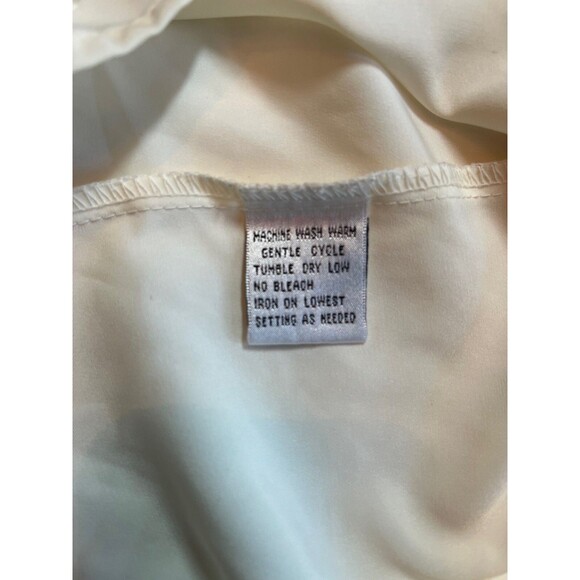 MACHINE WASH WARM
GENTLE CYCLE
TUMBLE DRY LOW
NO BLEACH
IRON ON LOWEST
SETTING AS NEEDED